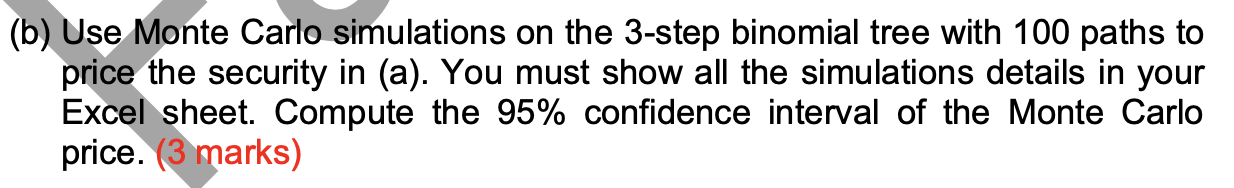 (b) Use Monte Carlo simulations on the 3-step binomial tree with 100 paths to
price the security in (a). You must show all the simulations details in your
Excel sheet. Compute the 95% confidence interval of the Monte Carlo
price. (3 marks)